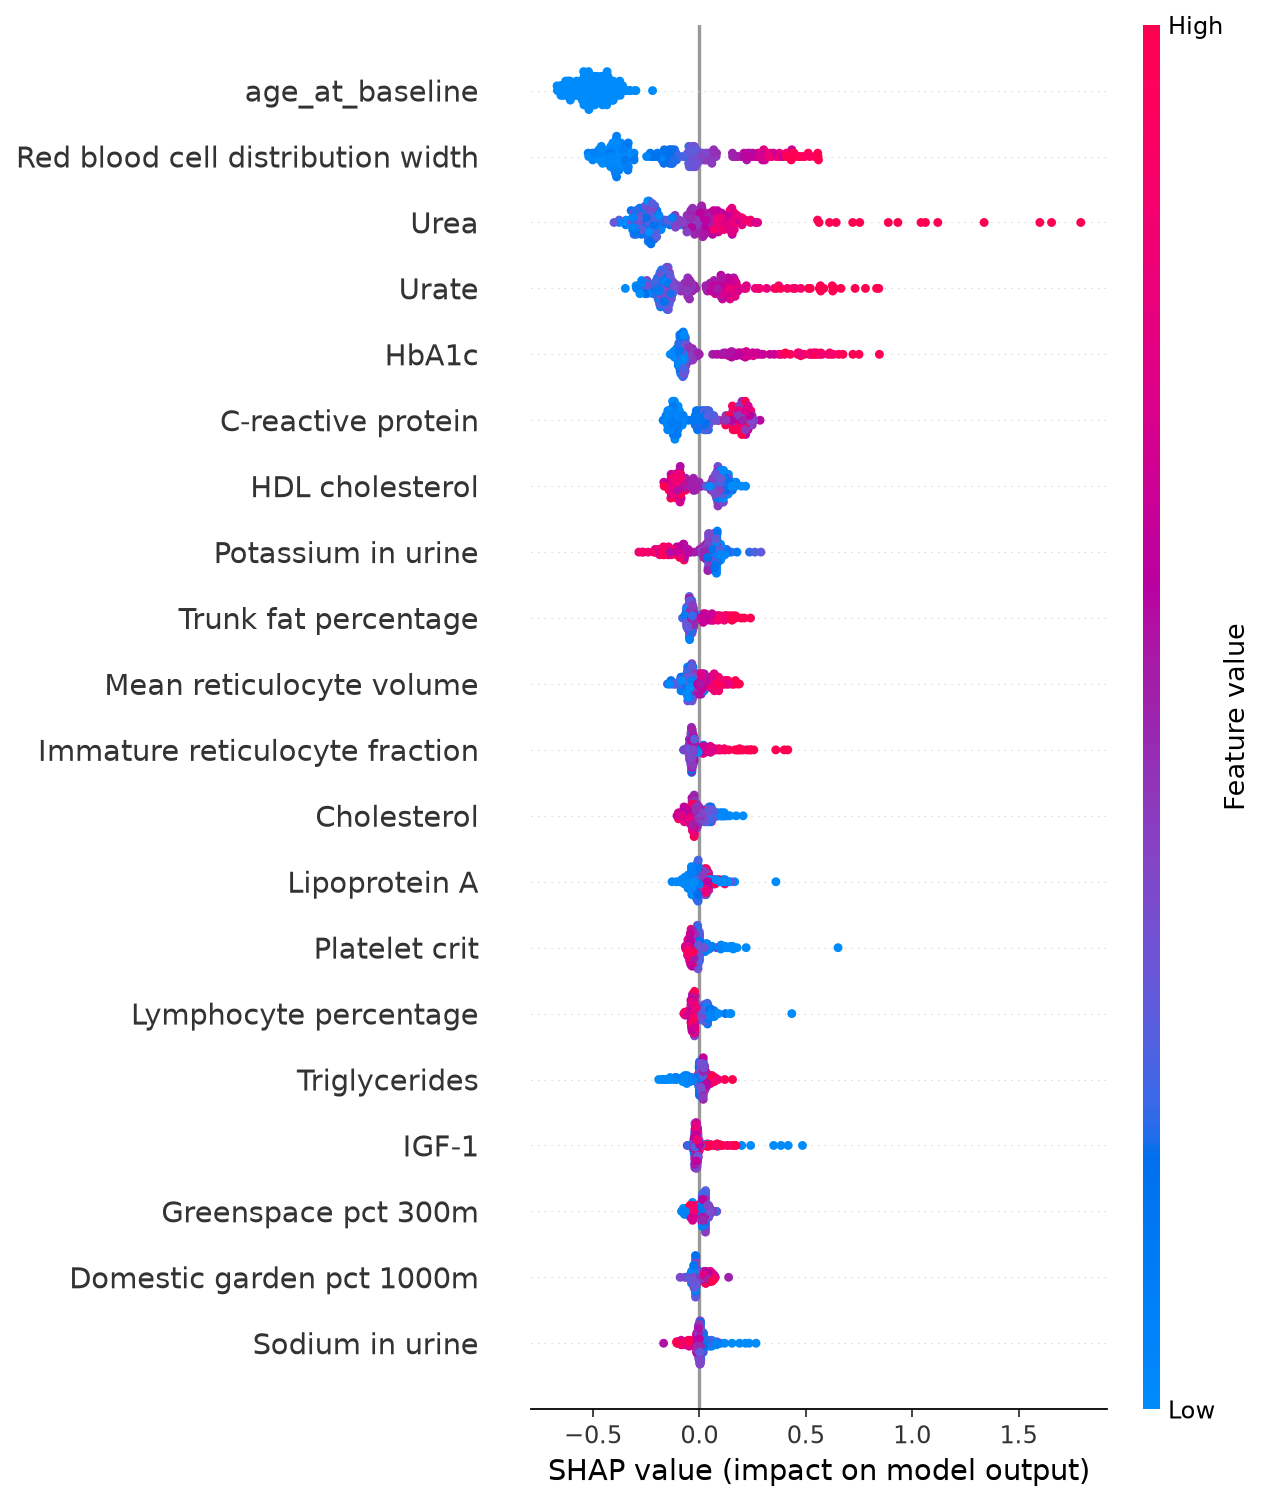 High
age_at_baseline
Red blood cell distribution width
Urea
Urate
HbA1c
C-reactive protein
HDL cholesterol
Potassium in urine
Trunk fat percentage
Mean reticulocyte volume
Immature reticulocyte fraction
Cholesterol
Lipoprotein A
Platelet crit
Lymphocyte percentage
Triglycerides
IGF-1
Greenspace pct 300m
Domestic garden pct 1000m
Sodium in urine
Feature value
Low
−0.5 0.0 0.5 1.0 1.5
SHAP value (impact on model output)